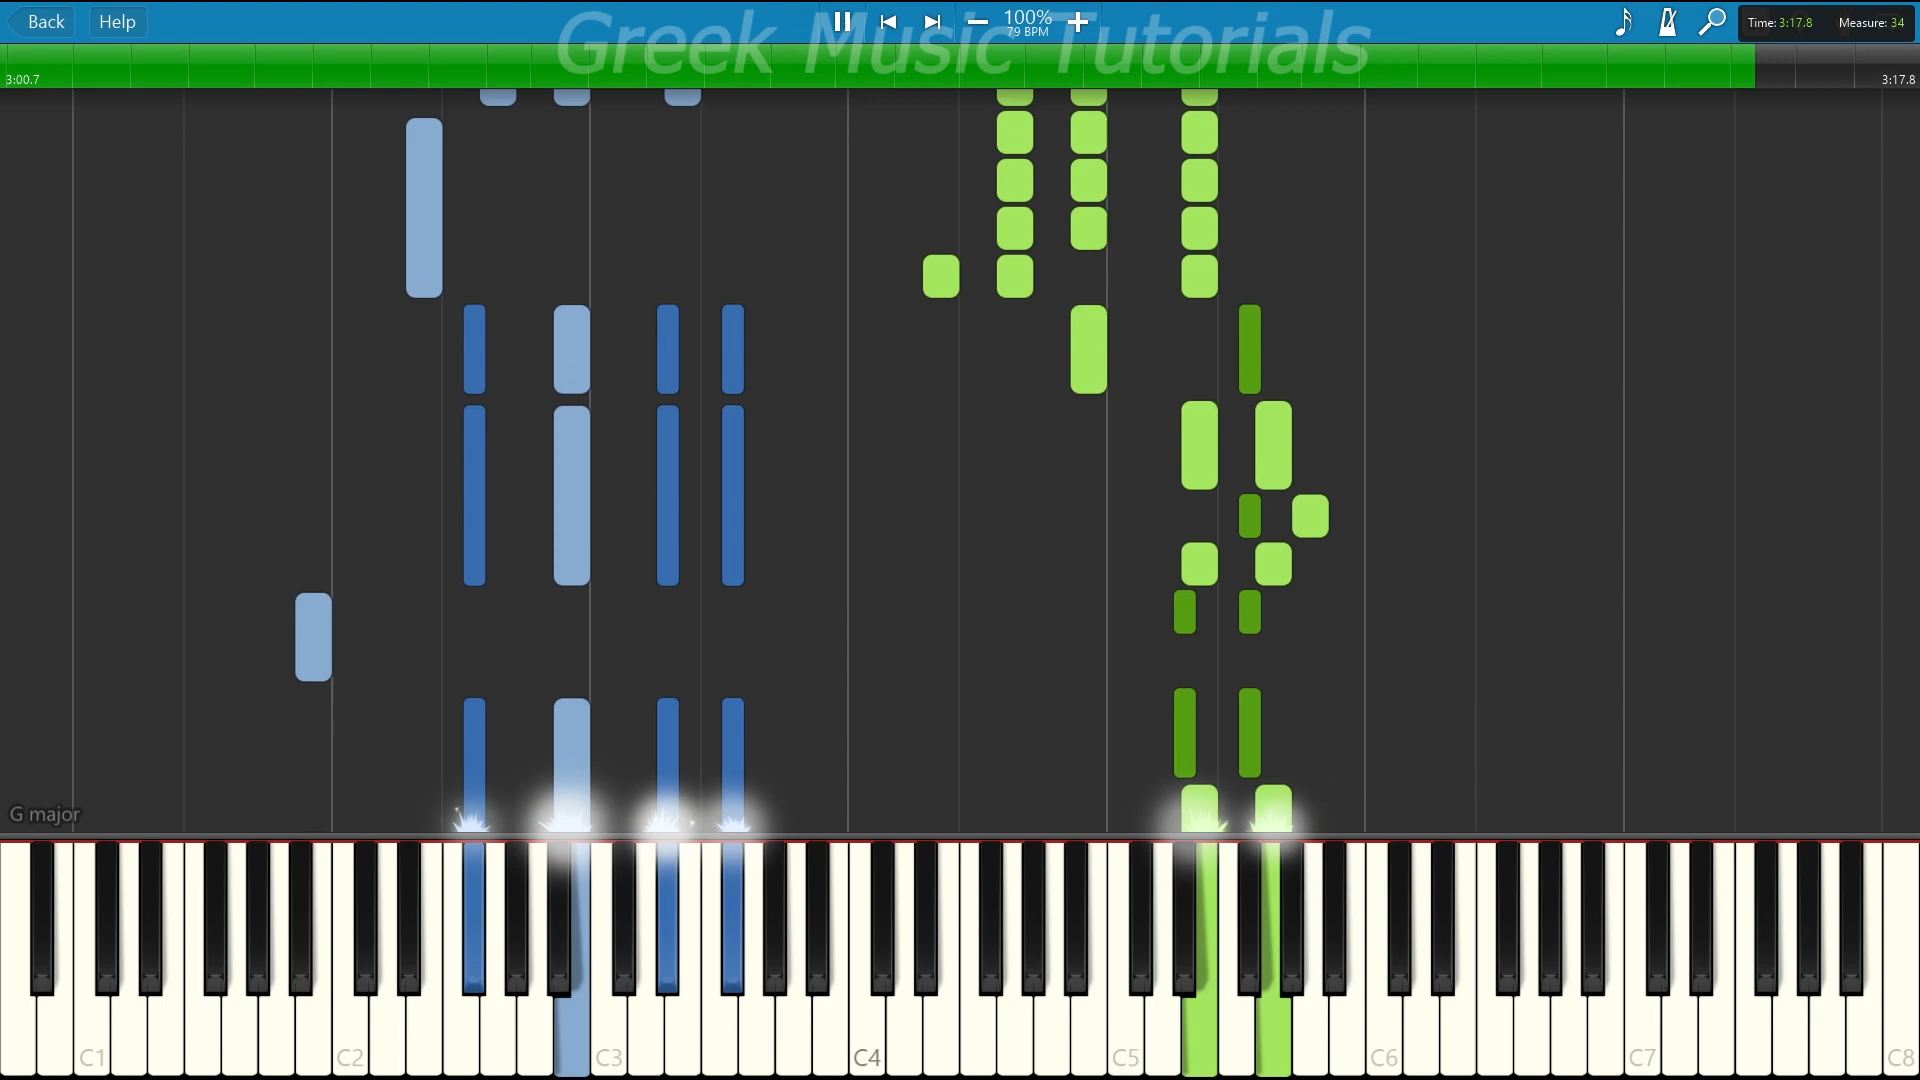 Back
Help
100%
79 BPM
Time: 3:17.8
Measure: 34
Greek Music Tutorials
3:00.7
3:17.8
G major
C1
C2
C3
C4
C5
C6
C7
C8